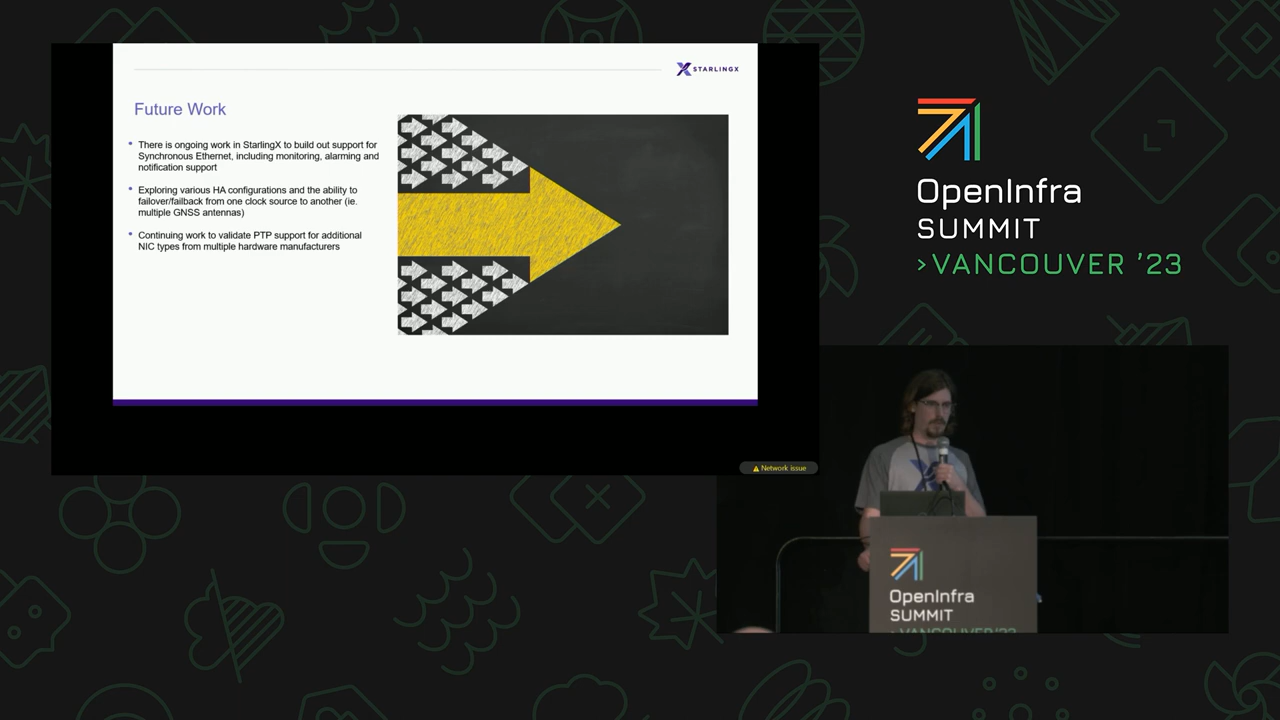 STARLINGX
Future Work
• There is ongoing work in StarlingX to build out support for
Synchronous Ethernet, including monitoring, alarming and
notification support
• Exploring various HA configurations and the ability to
failover/failback from one clock source to another (ie.
multiple GNSS antennas)
• Continuing work to validate PTP support for additional
NIC types from multiple hardware manufacturers
Network issue
OpenInfra
SUMMIT
>VANCOUVER '23
OpenInfra
SUMMIT
>VANCOUVER '23